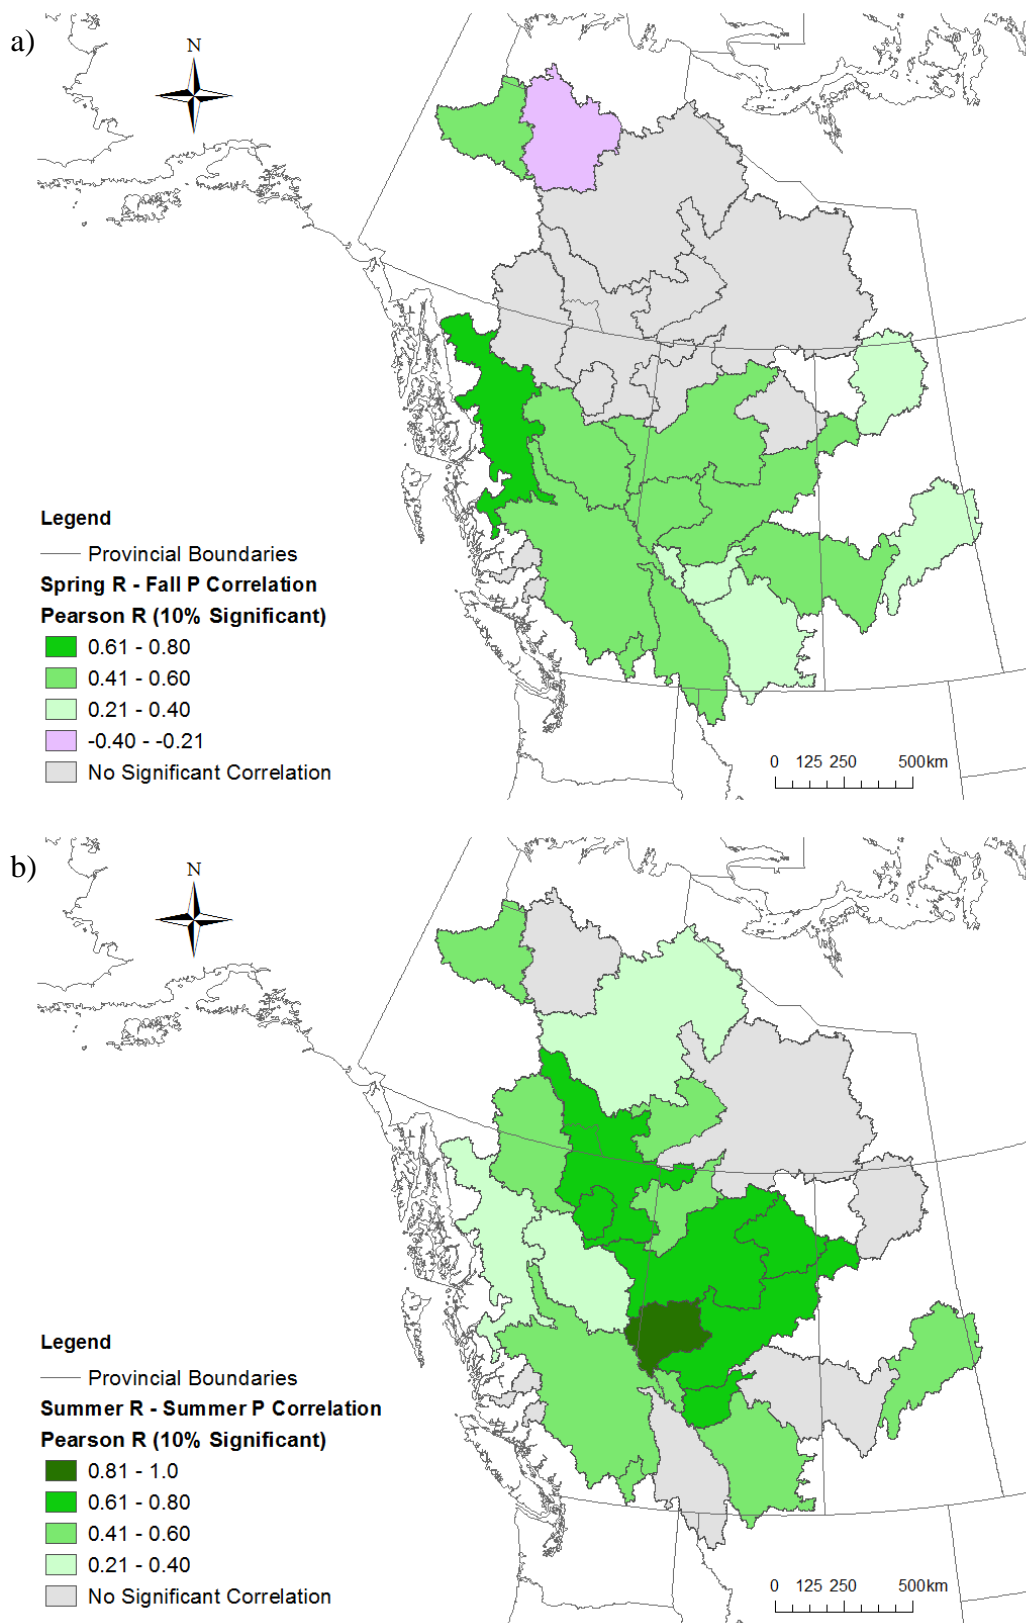 a)
N
Legend
Provincial Boundaries
Spring R - Fall P Correlation
Pearson R (10% Significant)
0.61 - 0.80
0.41 - 0.60
0.21 - 0.40
-0.40 - -0.21
No Significant Correlation
0 125 250 500km
b)
N
Legend
Provincial Boundaries
Summer R - Summer P Correlation
Pearson R (10% Significant)
0.81 - 1.0
0.61 - 0.80
0.41 - 0.60
0.21 - 0.40
No Significant Correlation
0 125 250 500km